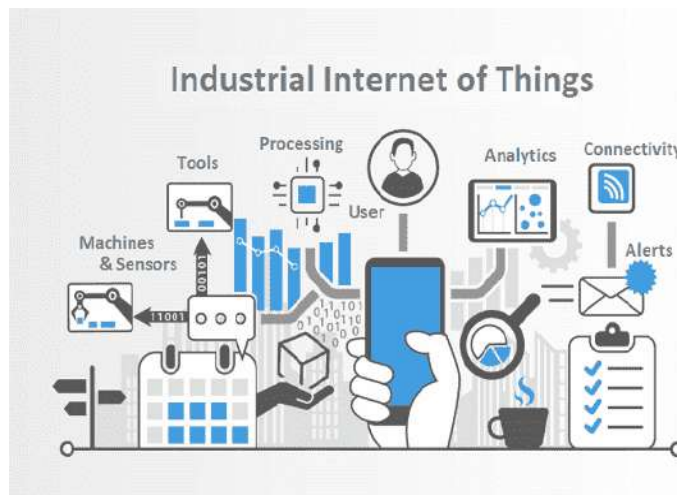 Industrial Internet of Things
Processing
Connectivity
Tools
Analytics
User
Machines
& Sensors
Alerts
00101
11001